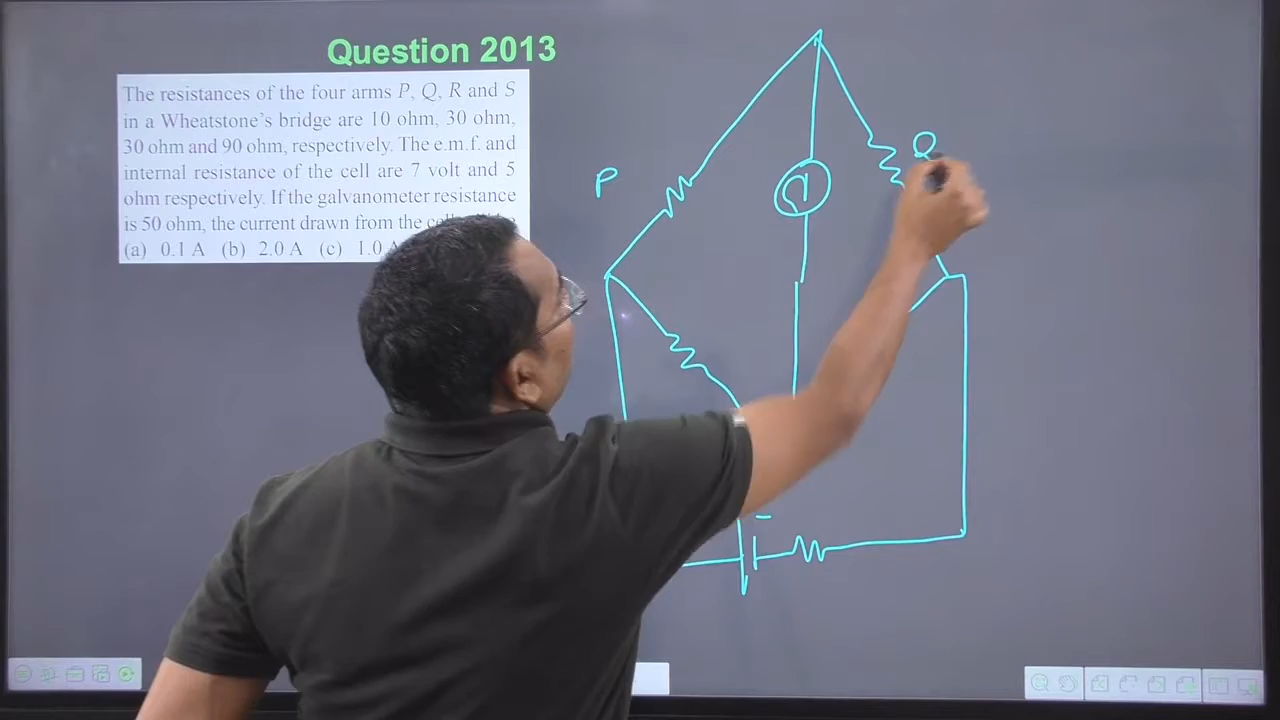 Question 2013
The resistances of the four arms P, Q, R and S
in a Wheatstone's bridge are 10 ohm, 30 ohm,
30 ohm and 90 ohm, respectively. The e.m.f. and
internal resistance of the cell are 7 volt and 5
ohm respectively. If the galvanometer resistance
is 50 ohm, the current drawn from the
(a) 0.1 A (b) 2.0 A (c) 1.0
P
Q